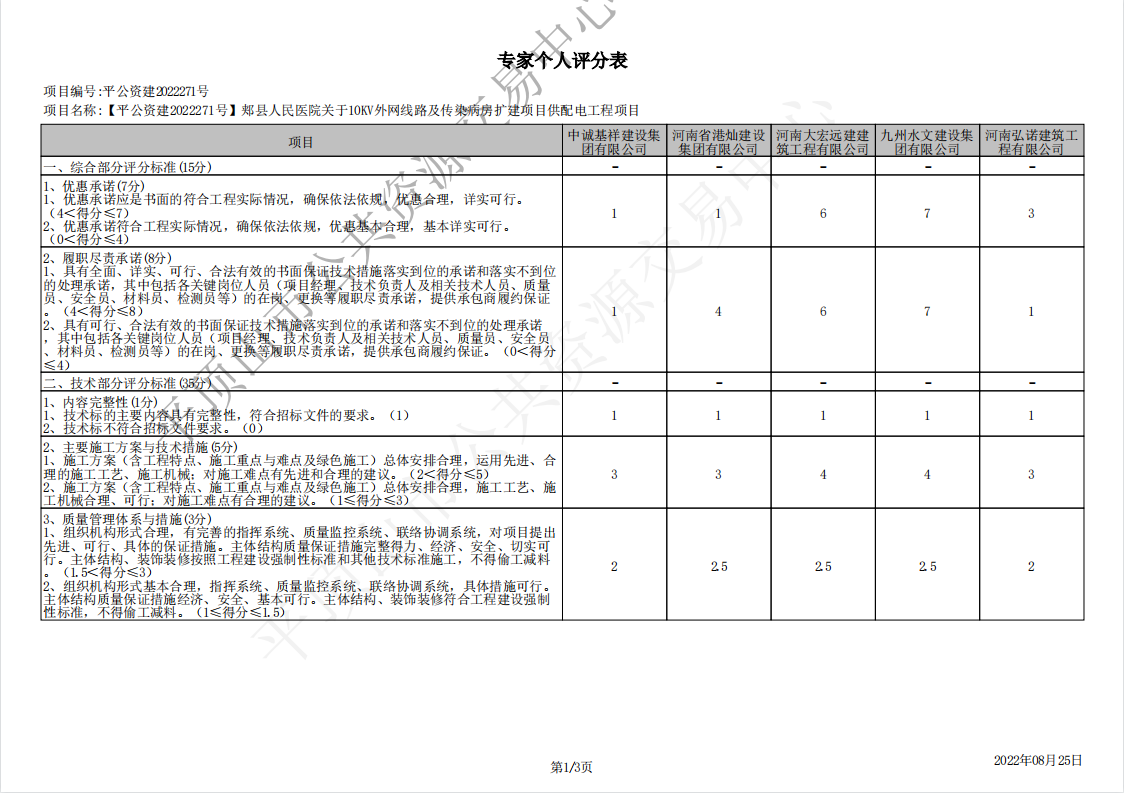 专家个人评分表
项目编号:平公资建2022271号
项目名称:【平公资建2022271号】郏县人民医院关于10KV外网线路及传染病房扩建项目供配电工程项目
项目 中诚基祥建设集团有限公司 河南省港灿建设集团有限公司 河南大宏远建建筑工程有限公司 九州水文建设集团有限公司 河南弘诺建筑工程有限公司
一、综合部分评分标准(15分) - - - - -
1、优惠承诺(7分)
1、优惠承诺应是书面的符合工程实际情况，确保依法依规，优惠合理，详实可行。
（4<得分≤7）
2、优惠承诺符合工程实际情况，确保依法依规，优惠基本合理，基本详实可行。
（0<得分≤4）
1 1 6 7 3
2、履职尽责承诺(8分)
1、具有全面、详实、可行、合法有效的书面保证技术措施落实到位的承诺和落实不到位
的处理承诺，其中包括各关键岗位人员（项目经理、技术负责人及相关技术人员、质量
员、安全员、材料员、检测员等）的在岗、更换等履职尽责承诺，提供承包商履约保证
。（4<得分≤8）
2、具有可行、合法有效的书面保证技术措施落实到位的承诺和落实不到位的处理承诺
，其中包括各关键岗位人员（项目经理、技术负责人及相关技术人员、质量员、安全员
、材料员、检测员等）的在岗、更换等履职尽责承诺，提供承包商履约保证。（0<得分
≤4）
1 4 6 7 1
二、技术部分评分标准(35分) - - - - -
1、内容完整性(1分)
1、技术标的主要内容具有完整性，符合招标文件的要求。（1）
2、技术标不符合招标文件要求。（0）
1 1 1 1 1
2、主要施工方案与技术措施(5分)
1、施工方案（含工程特点、施工重点与难点及绿色施工）总体安排合理，运用先进、合
理的施工工艺、施工机械；对施工难点有先进和合理的建议。（2<得分≤5）
2、施工方案（含工程特点、施工重点与难点及绿色施工）总体安排合理，施工工艺、施
工机械合理、可行；对施工难点有合理的建议。（1≤得分≤3）
3 3 4 4 3
3、质量管理体系与措施(3分)
1、组织机构形式合理，有完善的指挥系统、质量监控系统、联络协调系统，对项目提出
先进、可行、具体的保证措施。主体结构质量保证措施完整得力、经济、安全、切实可
行。主体结构、装饰装修按照工程建设强制性标准和其他技术标准施工，不得偷工减料
。（1.5<得分≤3）
2、组织机构形式基本合理，指挥系统、质量监控系统、联络协调系统，具体措施可行。
主体结构质量保证措施经济、安全、基本可行。主体结构、装饰装修符合工程建设强制
性标准，不得偷工减料。（1≤得分≤1.5）
2 2.5 2.5 2.5 2
平顶山市公共资源交易中心
平顶山市公共资源交易中心
第1/3页
2022年08月25日